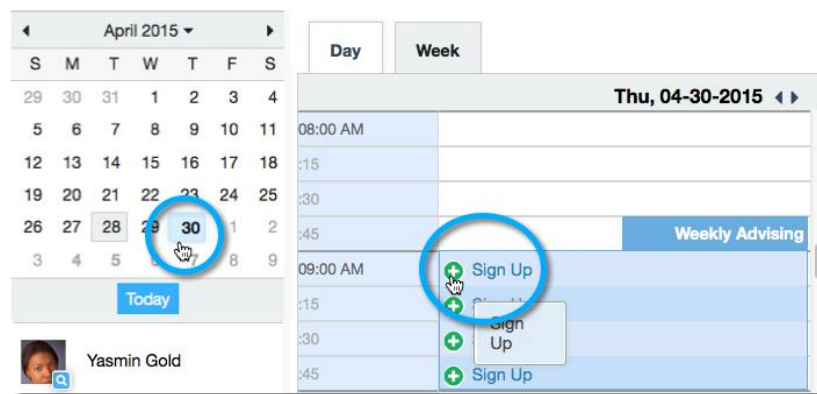 April 2015
S M T W T F S
29 30 31 1 2 3 4
5 6 7 8 9 10 11
12 13 14 15 16 17 18
19 20 21 22 23 24 25
26 27 28 29 30 1 2
3 4 5 6 7 8 9
Today
Yasmin Gold
Day Week
Thu, 04-30-2015
08:00 AM
:15
:30
:45 Weekly Advising
09:00 AM Sign Up
:15
Sign
:30 Up
:45 Sign Up